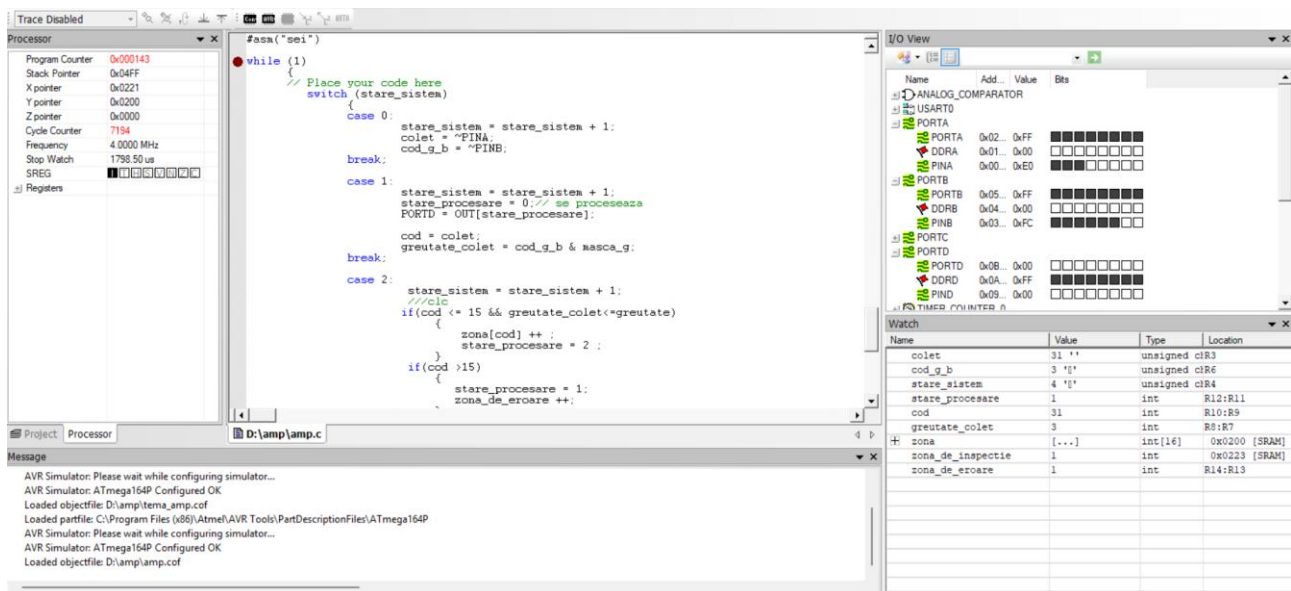 Trace Disabled
Processor
Program Counter 0x000143
Stack Pointer 0x04FF
X pointer 0x0221
Y pointer 0x0200
Z pointer 0x0000
Cycle Counter 7194
Frequency 4.0000 MHz
Stop Watch 1798.50 us
SREG I T H S V N Z C
Registers
Project Processor
#asm("sei")
while (1)
{
// Place your code here
switch (stare_sistem)
{
case 0:
stare_sistem = stare_sistem + 1;
colet = ~PINA;
cod_g_b = ~PINB;
break;
case 1:
stare_sistem = stare_sistem + 1;
stare_procesare = 0;// se proceseaza
PORTD = OUT[stare_procesare];
cod = colet;
greutate_colet = cod_g_b & masca_g;
break;
case 2:
stare_sistem = stare_sistem + 1;
///clc
if(cod <= 15 && greutate_colet<=greutate)
{
zona[cod] ++ ;
stare_procesare = 2 ;
}
if(cod >15)
{
stare_procesare = 1;
zona_de_eroare ++;
D:\amp\amp.c
I/O View
Name Add... Value Bits
ANALOG_COMPARATOR
USART0
PORTA
PORTA 0x02... 0xFF
DDRA 0x01... 0x00
PINA 0x00... 0xE0
PORTB
PORTB 0x05... 0xFF
DDRB 0x04... 0x00
PINB 0x03... 0xFC
PORTC
PORTD
PORTD 0x0B... 0x00
DDRD 0x0A... 0xFF
PIND 0x09... 0x00
TIMER_COUNTER_0
Watch
Name Value Type Location
colet 31 '' unsigned ch R3
cod_g_b 3 '▯' unsigned ch R6
stare_sistem 4 '▯' unsigned ch R4
stare_procesare 1 int R12:R11
cod 31 int R10:R9
greutate_colet 3 int R8:R7
zona [...] int[16] 0x0200 [SRAM]
zona_de_inspectie 1 int 0x0223 [SRAM]
zona_de_eroare 1 int R14:R13
Message
AVR Simulator: Please wait while configuring simulator...
AVR Simulator: ATmega164P Configured OK
Loaded objectfile: D:\amp\tema_amp.cof
Loaded partfile: C:\Program Files (x86)\Atmel\AVR Tools\PartDescriptionFiles\ATmega164P
AVR Simulator: Please wait while configuring simulator...
AVR Simulator: ATmega164P Configured OK
Loaded objectfile: D:\amp\amp.cof